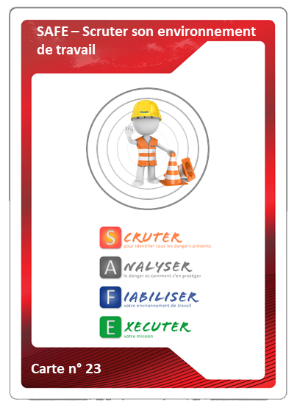 SAFE – Scruter son environnement
de travail
SCRUTER
pour identifier tous les dangers présents
ANALYSER
le danger et comment s'en protéger
FIABILISER
votre environnement de travail
EXECUTER
votre mission
Carte n° 23